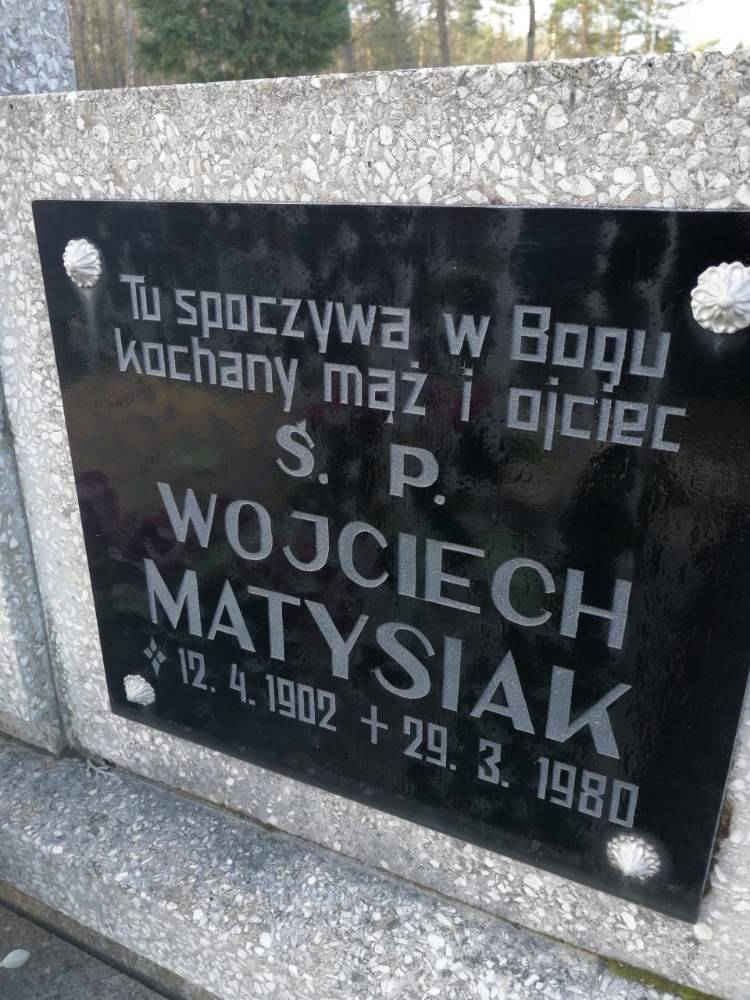 Tu spoczywa w Bogu
kochany mąż i ojciec
Ś. P.
WOJCIECH
MATYSIAK
12. 4. 1902 + 29. 3. 1980